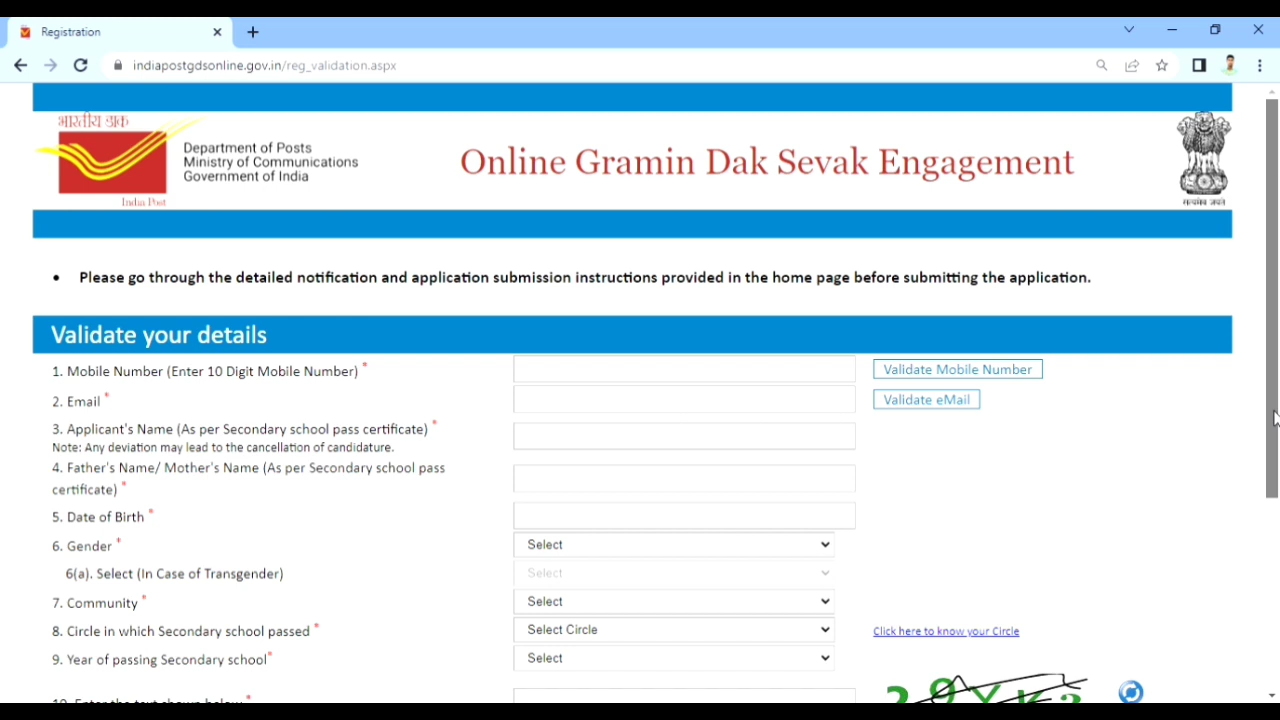 Registration
indiapostgdsonline.gov.in/reg_validation.aspx
भारतीय डाक
Department of Posts
Ministry of Communications
Government of India
India Post
Online Gramin Dak Sevak Engagement
सत्यमेव जयते
• Please go through the detailed notification and application submission instructions provided in the home page before submitting the application.
Validate your details
1. Mobile Number (Enter 10 Digit Mobile Number) * Validate Mobile Number
2. Email * Validate eMail
3. Applicant's Name (As per Secondary school pass certificate) *
Note: Any deviation may lead to the cancellation of candidature.
4. Father's Name/ Mother's Name (As per Secondary school pass
certificate) *
5. Date of Birth *
6. Gender * Select
6(a). Select (In Case of Transgender) Select
7. Community * Select
8. Circle in which Secondary school passed * Select Circle Click here to know your Circle
9. Year of passing Secondary school* Select
10. Enter the text shown below *